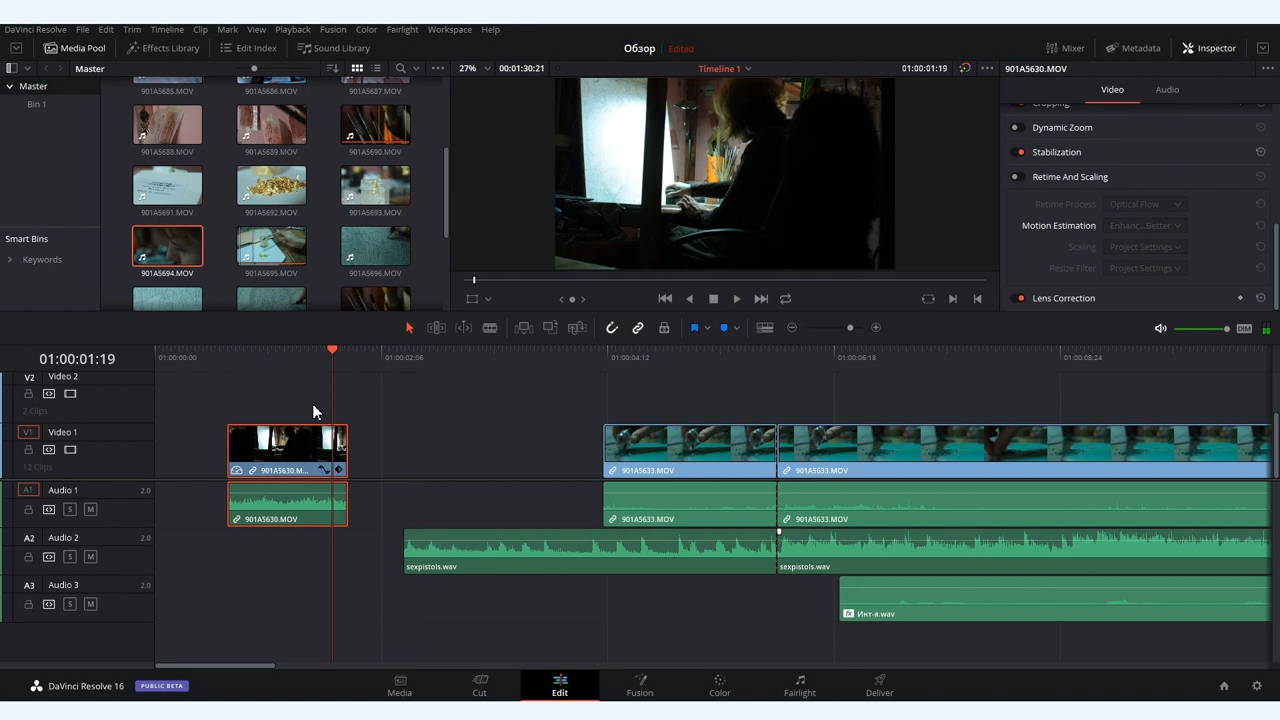 DaVinci Resolve File Edit Trim Timeline Clip Mark View Playback Fusion Color Fairlight Workspace Help
Media Pool Effects Library Edit Index Sound Library Обзор Edited Mixer Metadata Inspector
Master 27% 00:01:30:21 Timeline 1 01:00:01:19 901A5630.MOV
Master
Bin 1
Smart Bins
Keywords
901A5685.MOV 901A5686.MOV 901A5687.MOV
901A5688.MOV 901A5689.MOV 901A5690.MOV
901A5691.MOV 901A5692.MOV 901A5693.MOV
901A5694.MOV 901A5695.MOV 901A5696.MOV
Video Audio
Cropping
Dynamic Zoom
Stabilization
Retime And Scaling
Retime Process Optical Flow
Motion Estimation Enhanc...Better
Scaling Project Settings
Resize Filter Project Settings
Lens Correction
DIM
01:00:01:19 01:00:00:00 01:00:02:06 01:00:04:12 01:00:06:18 01:00:08:24
V2 Video 2
2 Clips
V1 Video 1
12 Clips
901A5630.M... 901A5633.MOV 901A5633.MOV
A1 Audio 1 2.0
S M
901A5630.MOV 901A5633.MOV 901A5633.MOV
A2 Audio 2 2.0
S M
sexpistols.wav sexpistols.wav
A3 Audio 3 2.0
S M
fx Инт-я.wav
DaVinci Resolve 16 PUBLIC BETA Media Cut Edit Fusion Color Fairlight Deliver